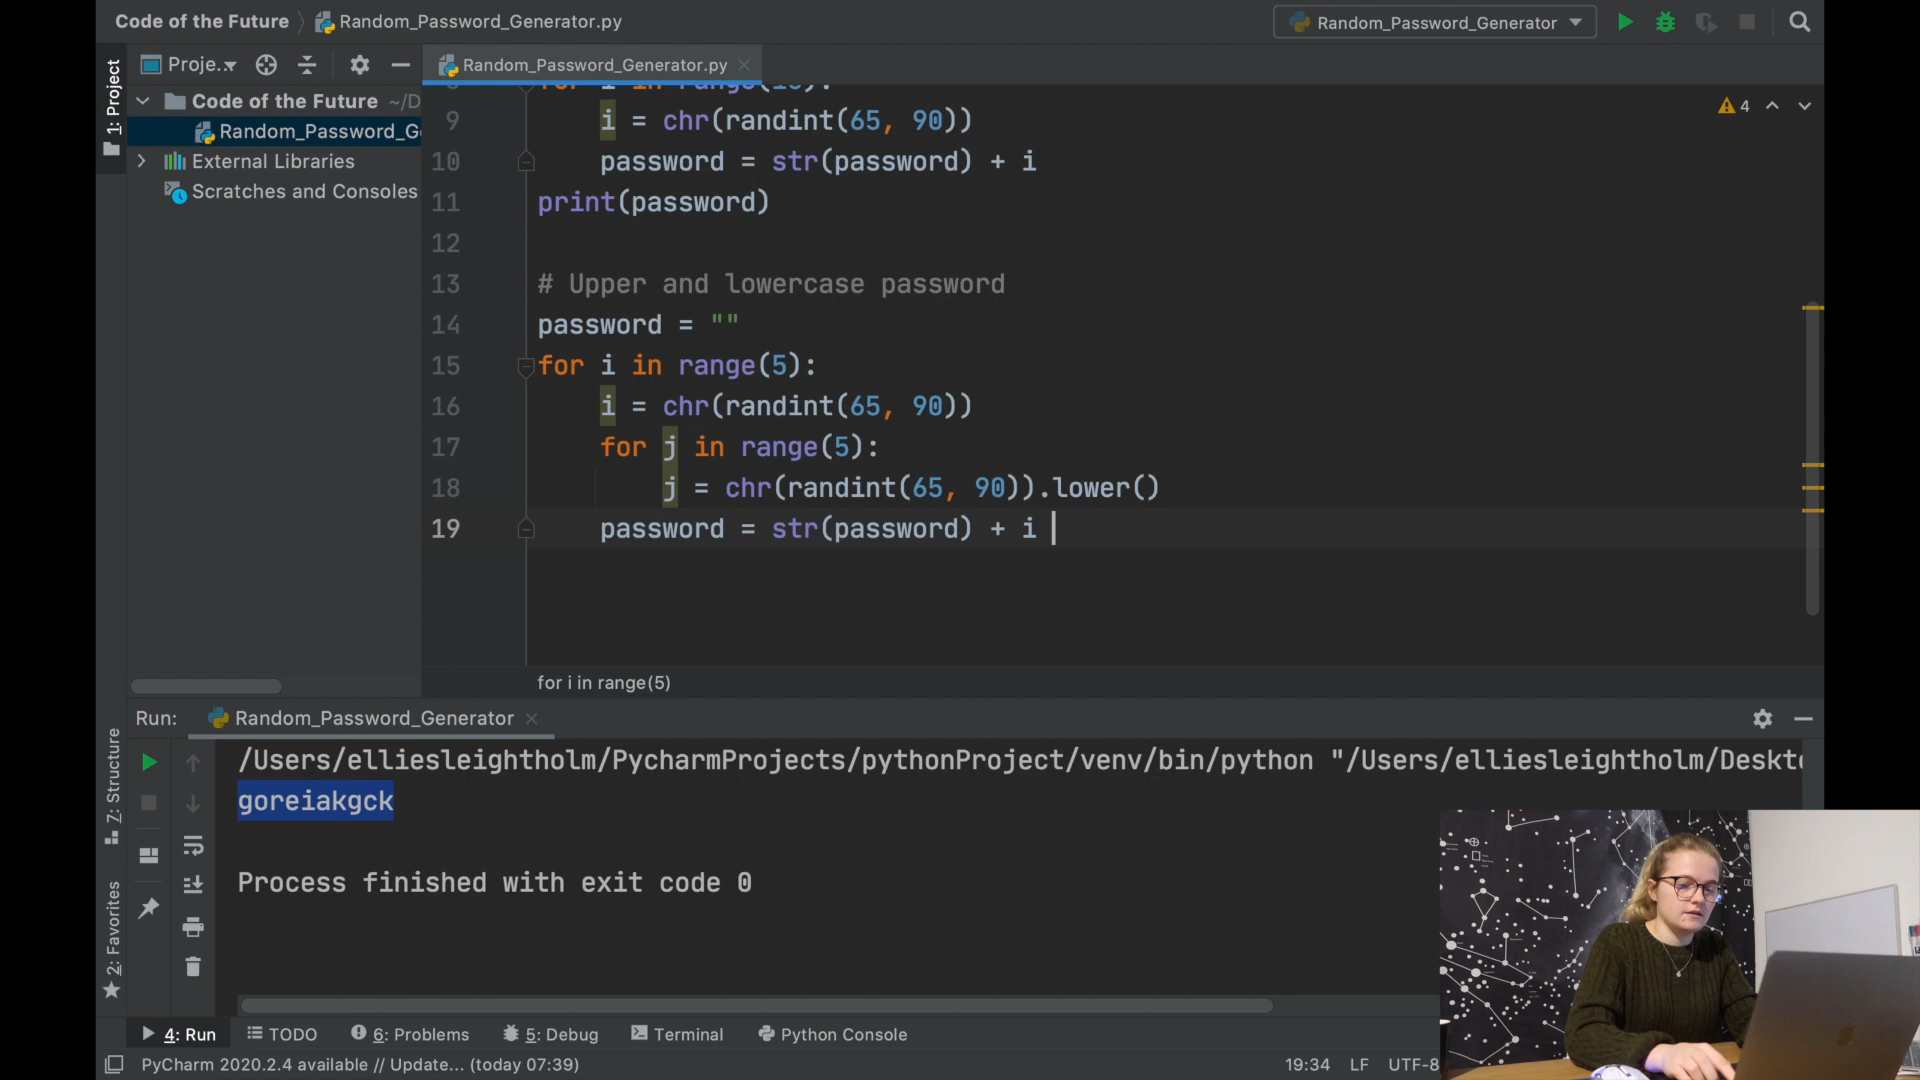 Code of the Future
Random_Password_Generator.py
Random_Password_Generator
1: Project
Proje..
Random_Password_Generator.py
Code of the Future ~/D
Random_Password_G
External Libraries
Scratches and Consoles
4
9 i = chr(randint(65, 90))
10 password = str(password) + i
11 print(password)
12
13 # Upper and lowercase password
14 password = ""
15 for i in range(5):
16 i = chr(randint(65, 90))
17 for j in range(5):
18 j = chr(randint(65, 90)).lower()
19 password = str(password) + i
for i in range(5)
Run: Random_Password_Generator
/Users/elliesleightholm/PycharmProjects/pythonProject/venv/bin/python "/Users/elliesleightholm/Deskto
goreiakgck
Process finished with exit code 0
7: Structure
2: Favorites
4: Run
TODO
6: Problems
5: Debug
Terminal
Python Console
PyCharm 2020.2.4 available // Update... (today 07:39)
19:34 LF UTF-8